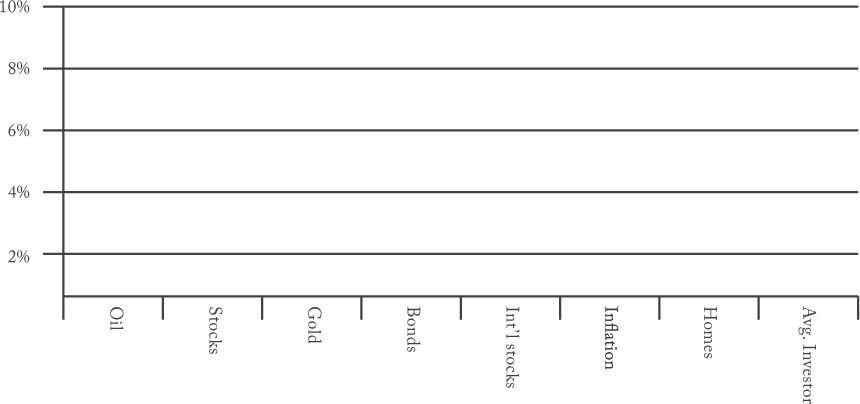 10%
8%
6%
4%
2%
Oil
Stocks
Gold
Bonds
Int'l stocks
Inflation
Homes
Avg. Investor